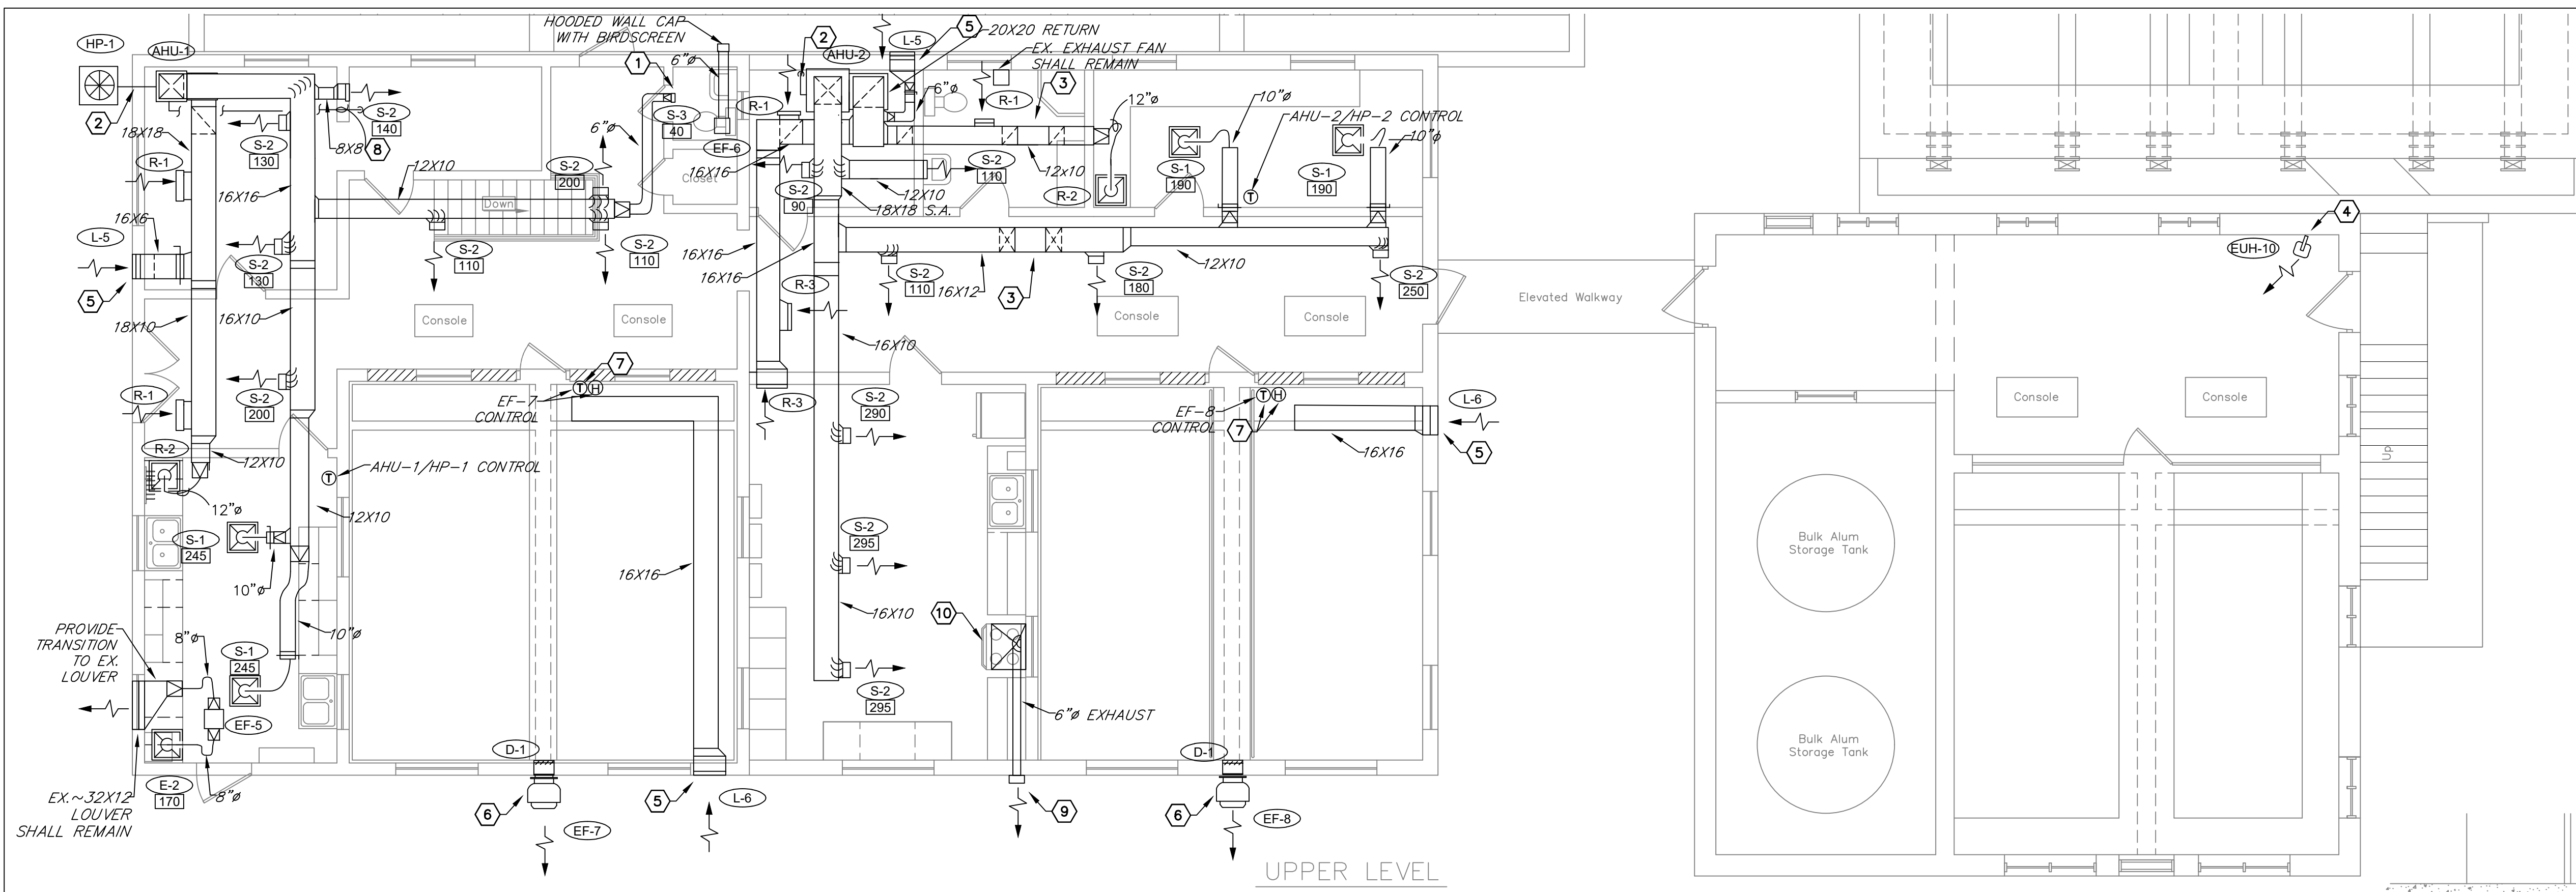 HP-1
AHU-1
2
18X18
R-1
16X6
L-5
5
18X10
R-1
R-2
12X10
12"ø
S-2
130
16X16
S-2
130
16X10
S-2
200
S-2
140
8X8
8
12X10
S-2
110
S-2
200
S-2
110
Down
HOODED WALL CAP
WITH BIRDSCREEN
6"ø
1
6"ø
S-3
40
EF-6
Closet
Console
Console
EF-7
CONTROL
T
H
7
T
AHU-1/HP-1 CONTROL
12X10
S-1
245
10"ø
10"ø
8"ø
S-1
245
PROVIDE
TRANSITION
TO EX.
LOUVER
EF-5
E-2
170
8"ø
EX.~32X12
LOUVER
SHALL REMAIN
16X16
D-1
6
EF-7
5
L-6
2
AHU-2
L-5
5
20X20 RETURN
EX. EXHAUST FAN
SHALL REMAIN
R-1
6"ø
R-1
3
12"ø
16X16
S-2
90
12X10
18X18 S.A.
S-2
110
12x10
R-2
S-1
190
10"ø
AHU-2/HP-2 CONTROL
T
S-1
190
10"ø
16X16
16X16
S-2
110
16X12
3
S-2
180
12X10
S-2
250
R-3
16X10
R-3
Console
Console
S-2
290
S-2
295
16X10
S-2
295
10
6"ø EXHAUST
9
EF-8
CONTROL
T
H
7
16X16
L-6
5
D-1
6
EF-8
UPPER LEVEL
Elevated Walkway
EUH-10
4
Console
Console
Up
Bulk Alum
Storage Tank
Bulk Alum
Storage Tank